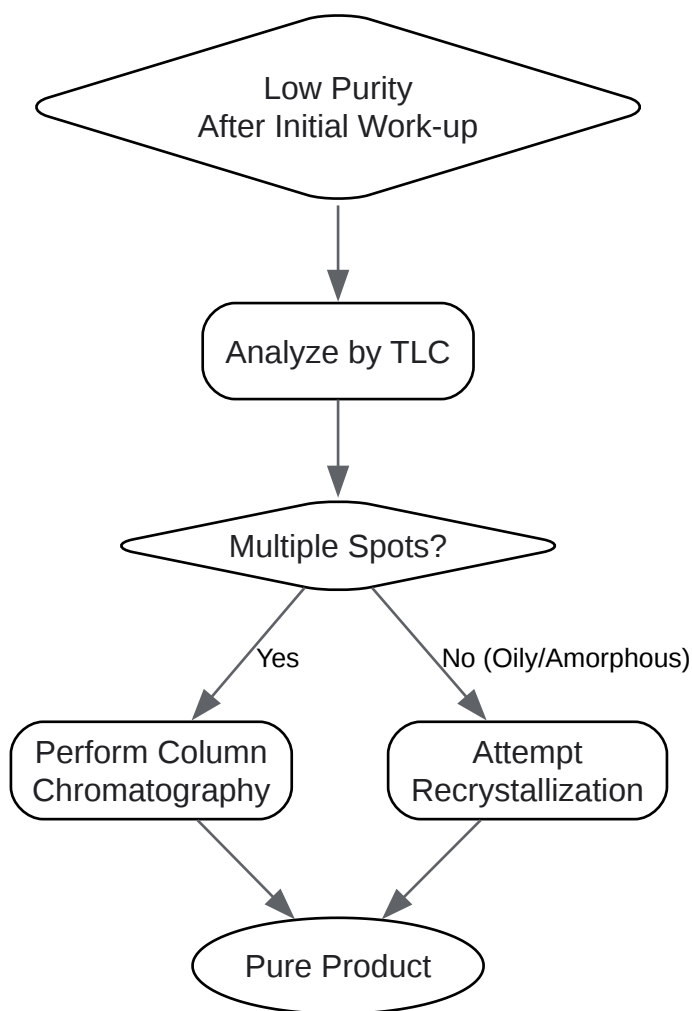 Low Purity
After Initial Work-up
Analyze by TLC
Multiple Spots?
Yes
No (Oily/Amorphous)
Perform Column
Chromatography
Attempt
Recrystallization
Pure Product